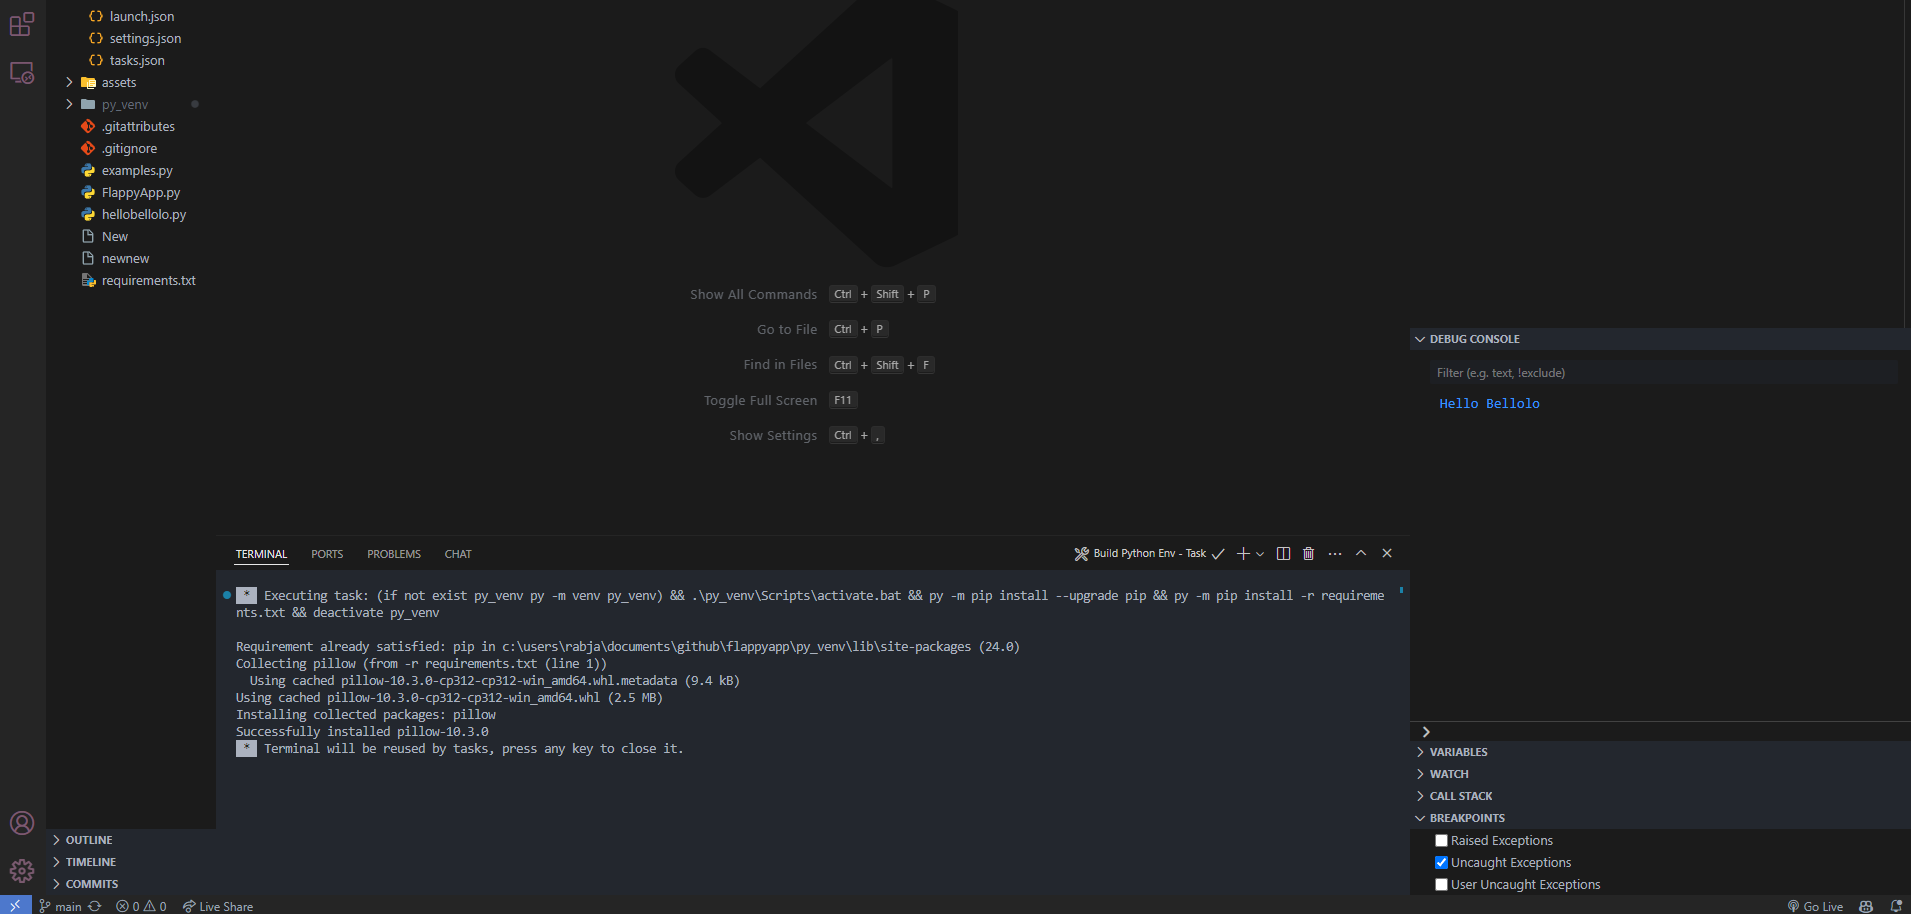 launch.json
settings.json
tasks.json
assets
py_venv
.gitattributes
.gitignore
examples.py
FlappyApp.py
hellobellolo.py
New
newnew
requirements.txt
OUTLINE
TIMELINE
COMMITS
Show All Commands Ctrl + Shift + P
Go to File Ctrl + P
Find in Files Ctrl + Shift + F
Toggle Full Screen F11
Show Settings Ctrl + ,
TERMINAL PORTS PROBLEMS CHAT Build Python Env - Task
* Executing task: (if not exist py_venv py -m venv py_venv) && .\py_venv\Scripts\activate.bat && py -m pip install --upgrade pip && py -m pip install -r requireme
nts.txt && deactivate py_venv
Requirement already satisfied: pip in c:\users\rabja\documents\github\flappyapp\py_venv\lib\site-packages (24.0)
Collecting pillow (from -r requirements.txt (line 1))
Using cached pillow-10.3.0-cp312-cp312-win_amd64.whl.metadata (9.4 kB)
Using cached pillow-10.3.0-cp312-cp312-win_amd64.whl (2.5 MB)
Installing collected packages: pillow
Successfully installed pillow-10.3.0
* Terminal will be reused by tasks, press any key to close it.
DEBUG CONSOLE
Filter (e.g. text, !exclude)
Hello Bellolo
VARIABLES
WATCH
CALL STACK
BREAKPOINTS
Raised Exceptions
Uncaught Exceptions
User Uncaught Exceptions
main 0 0 Live Share Go Live